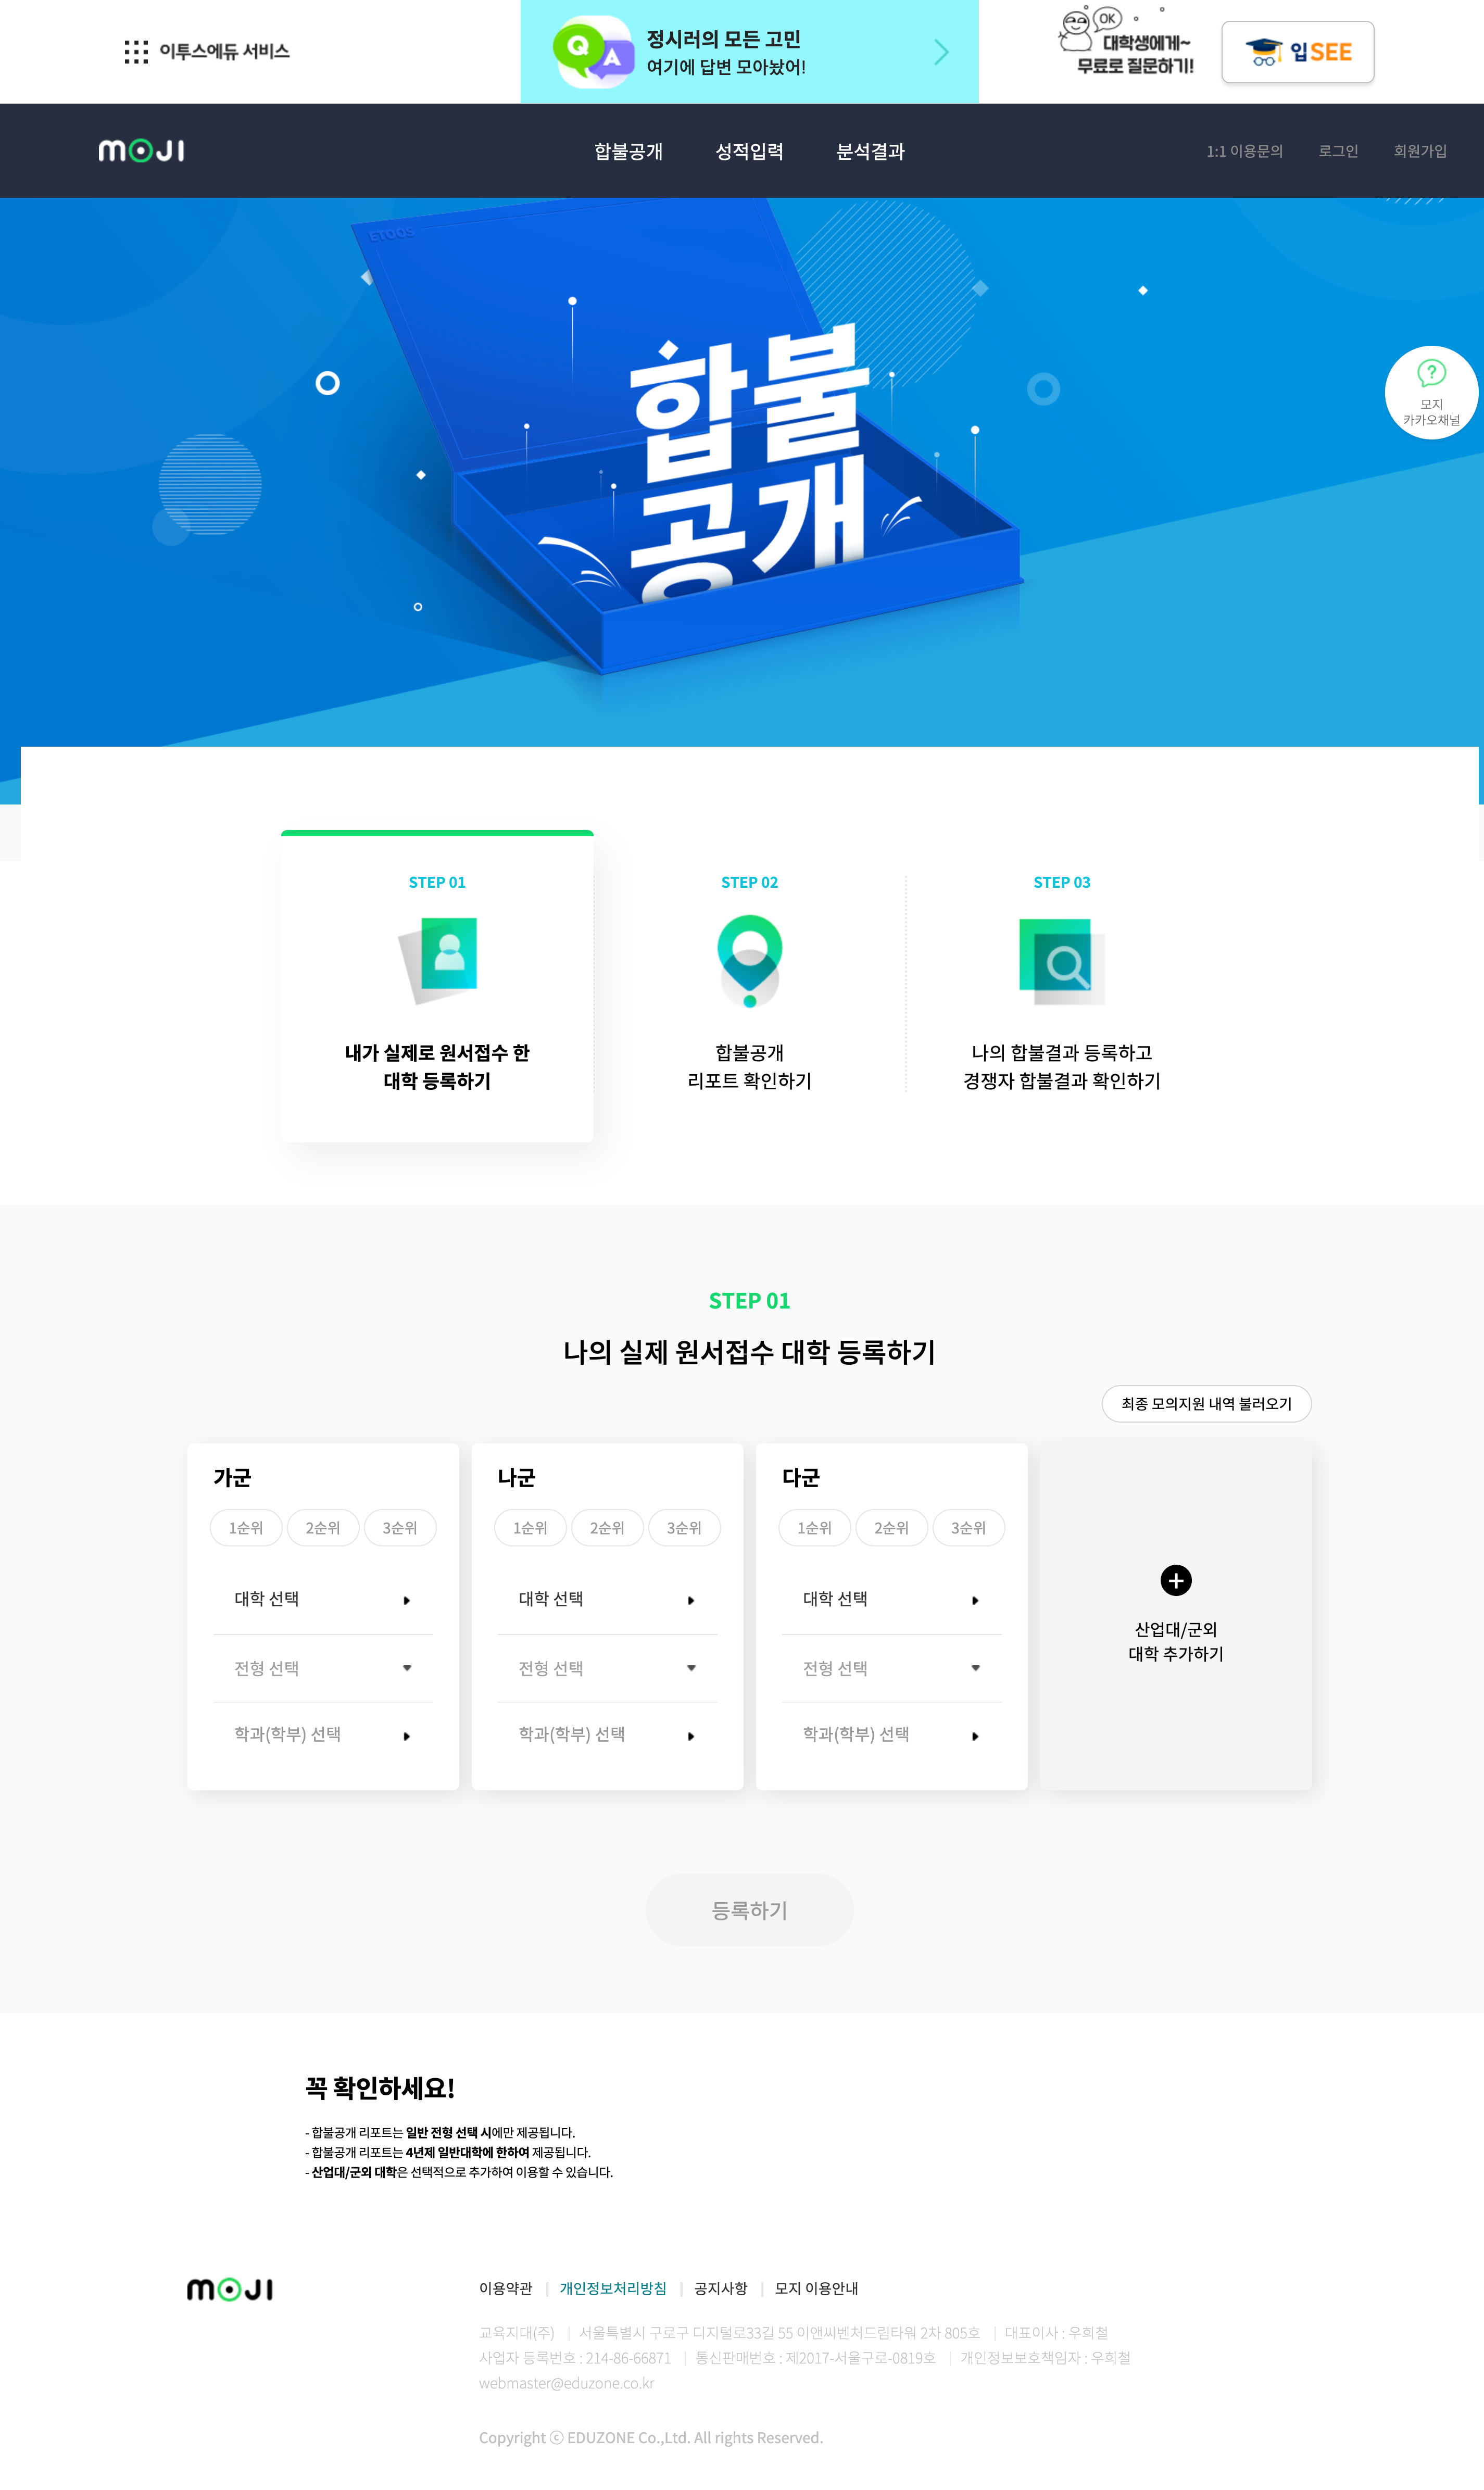 이투스에듀 서비스
Q
A
정시러의 모든 고민
여기에 답변 모아놨어!
OK
대학생에게~
무료로 질문하기!
입SEE
MOJI
합불공개
성적입력
분석결과
1:1 이용문의
로그인
회원가입
ETOOS
합불
공개
모지
카카오채널
STEP 01
내가 실제로 원서접수 한
대학 등록하기
STEP 02
합불공개
리포트 확인하기
STEP 03
나의 합불결과 등록하고
경쟁자 합불결과 확인하기
STEP 01
나의 실제 원서접수 대학 등록하기
최종 모의지원 내역 불러오기
가군
1순위 2순위 3순위
대학 선택
전형 선택
학과(학부) 선택
나군
1순위 2순위 3순위
대학 선택
전형 선택
학과(학부) 선택
다군
1순위 2순위 3순위
대학 선택
전형 선택
학과(학부) 선택
산업대/군외
대학 추가하기
등록하기
꼭 확인하세요!
- 합불공개 리포트는 일반 전형 선택 시에만 제공됩니다.
- 합불공개 리포트는 4년제 일반대학에 한하여 제공됩니다.
- 산업대/군외 대학은 선택적으로 추가하여 이용할 수 있습니다.
MOJI
이용약관 | 개인정보처리방침 | 공지사항 | 모지 이용안내
교육지대(주) | 서울특별시 구로구 디지털로33길 55 이앤씨벤처드림타워 2차 805호 | 대표이사 : 우희철
사업자 등록번호 : 214-86-66871 | 통신판매번호 : 제2017-서울구로-0819호 | 개인정보보호책임자 : 우희철
webmaster@eduzone.co.kr
Copyright ⓒ EDUZONE Co.,Ltd. All rights Reserved.